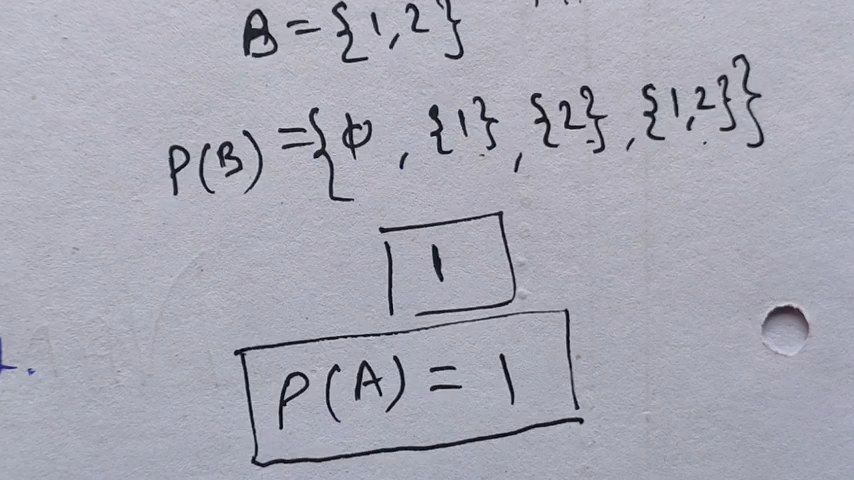 B = {1,2}
P(B) = {ϕ, {1}, {2}, {1,2}}
1
P(A) = 1